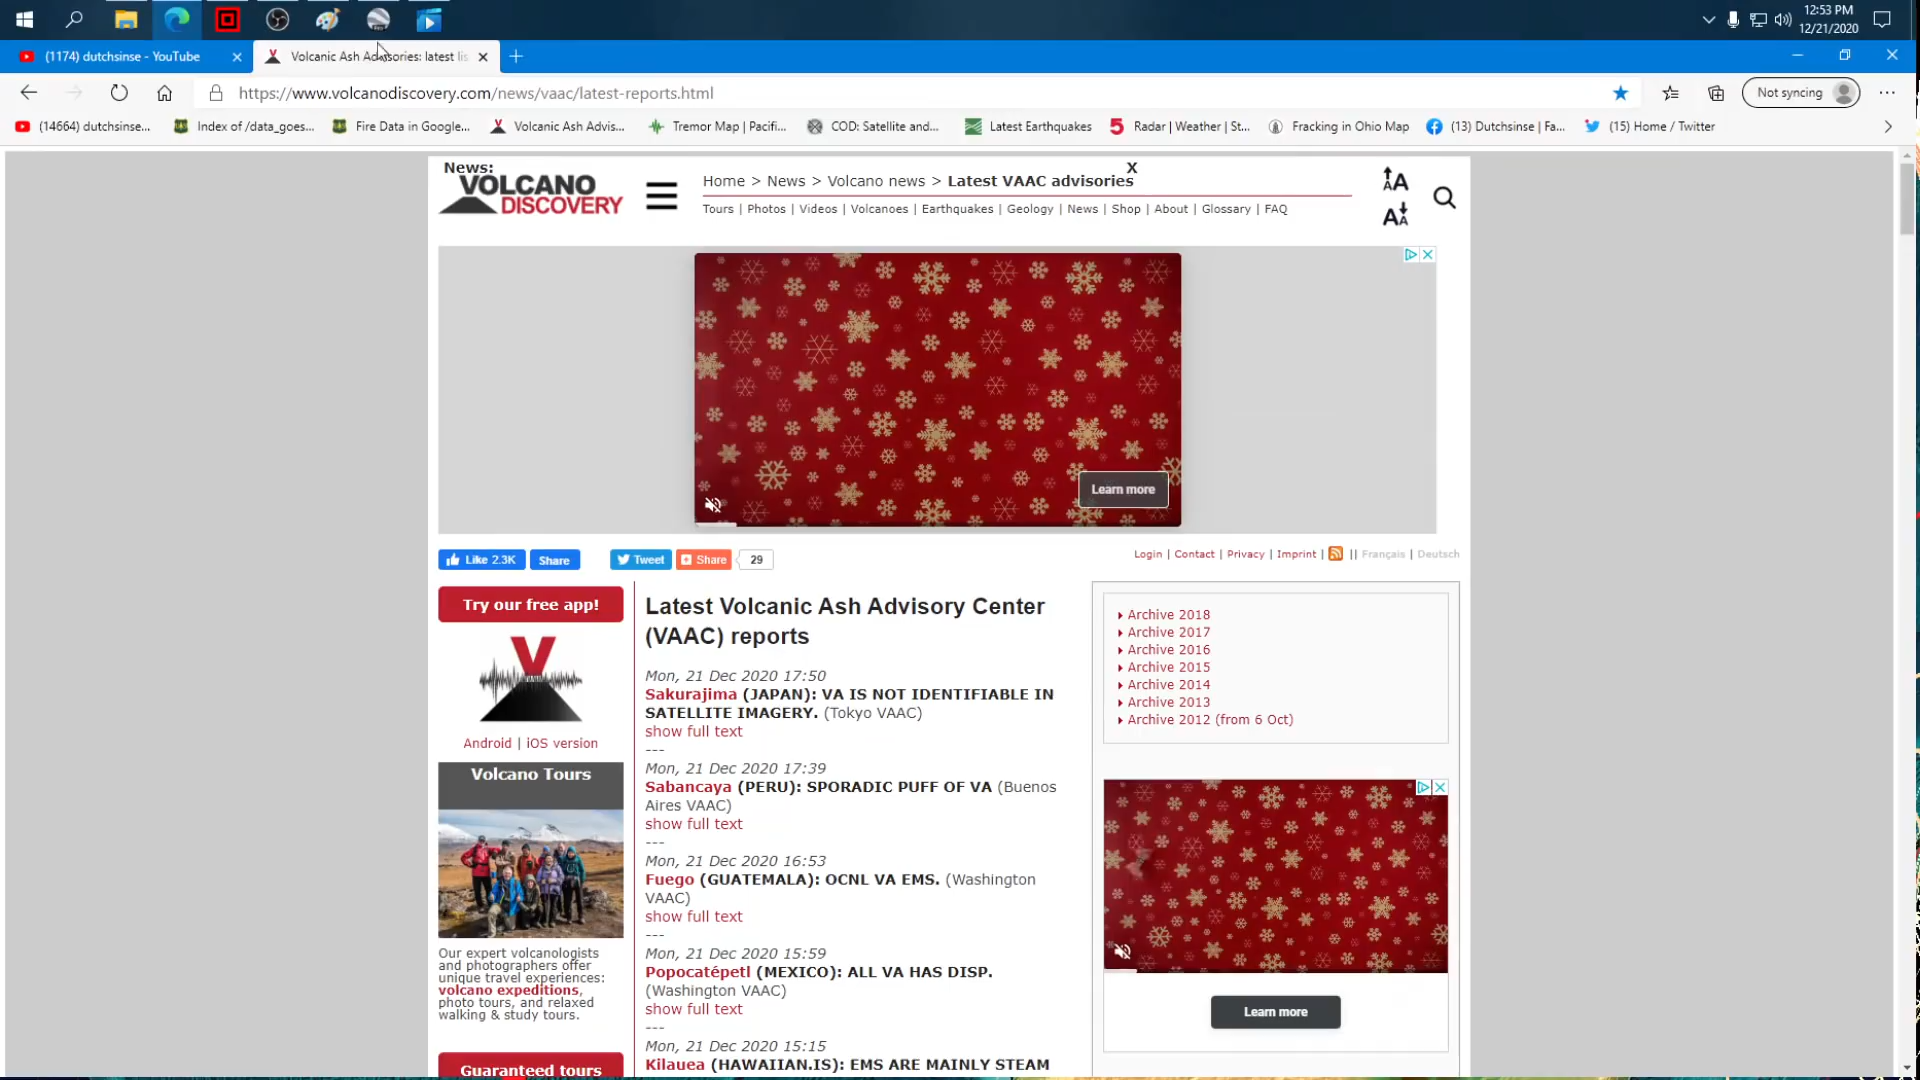 12:53 PM
12/21/2020
(1174) dutchsinse - YouTube
Volcanic Ash Advisories: latest lis
https://www.volcanodiscovery.com/news/vaac/latest-reports.html
Not syncing
(14664) dutchsinse...
Index of /data_goes...
Fire Data in Google...
Volcanic Ash Advis...
Tremor Map | Pacifi...
COD: Satellite and...
Latest Earthquakes
Radar | Weather | St...
Fracking in Ohio Map
(13) Dutchsinse | Fa...
(15) Home / Twitter
News:
VOLCANO
DISCOVERY
Home > News > Volcano news > Latest VAAC advisories
X
Tours | Photos | Videos | Volcanoes | Earthquakes | Geology | News | Shop | About | Glossary | FAQ
Learn more
Like 2.3K
Share
Tweet
Share
29
Login | Contact | Privacy | Imprint | || Français | Deutsch
Try our free app!
Android | iOS version
Volcano Tours
Our expert volcanologists
and photographers offer
unique travel experiences:
volcano expeditions,
photo tours, and relaxed
walking & study tours.
Guaranteed tours
Latest Volcanic Ash Advisory Center
(VAAC) reports
Mon, 21 Dec 2020 17:50
Sakurajima (JAPAN): VA IS NOT IDENTIFIABLE IN
SATELLITE IMAGERY. (Tokyo VAAC)
show full text
---
Mon, 21 Dec 2020 17:39
Sabancaya (PERU): SPORADIC PUFF OF VA (Buenos
Aires VAAC)
show full text
---
Mon, 21 Dec 2020 16:53
Fuego (GUATEMALA): OCNL VA EMS. (Washington
VAAC)
show full text
---
Mon, 21 Dec 2020 15:59
Popocatépetl (MEXICO): ALL VA HAS DISP.
(Washington VAAC)
show full text
---
Mon, 21 Dec 2020 15:15
Kilauea (HAWAIIAN.IS): EMS ARE MAINLY STEAM
Archive 2018
Archive 2017
Archive 2016
Archive 2015
Archive 2014
Archive 2013
Archive 2012 (from 6 Oct)
Learn more